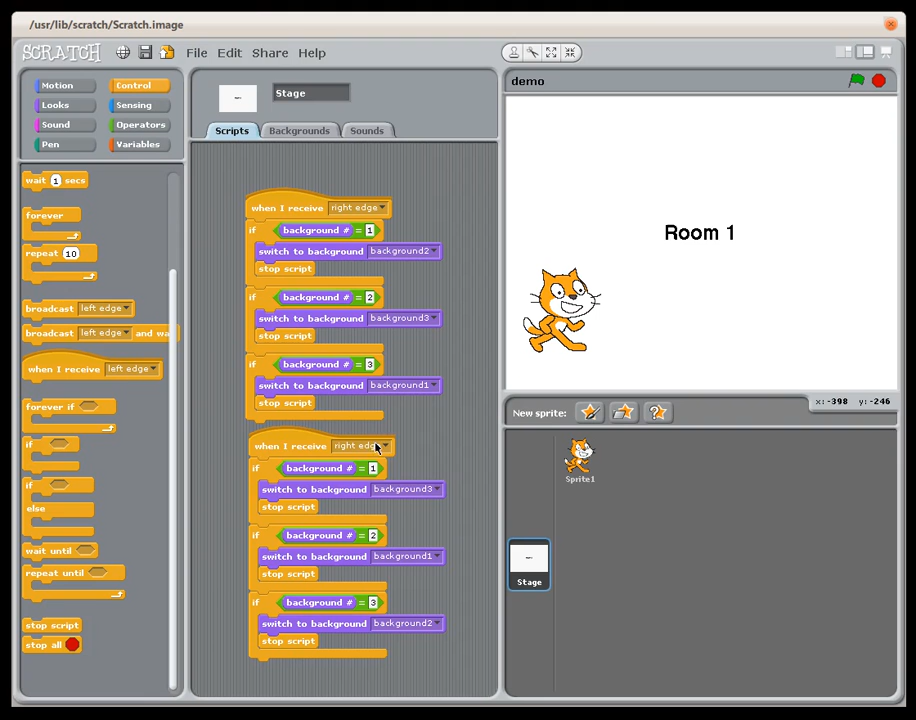 /usr/lib/scratch/Scratch.image
SCRATCH File Edit Share Help
Motion Control
Looks Sensing
Sound Operators
Pen Variables
wait 1 secs
forever
repeat 10
broadcast left edge
broadcast left edge and wa
when I receive left edge
forever if
if
if
else
wait until
repeat until
stop script
stop all
Stage
Scripts Backgrounds Sounds
when I receive right edge
if background # = 1
switch to background background2
stop script
if background # = 2
switch to background background3
stop script
if background # = 3
switch to background background1
stop script
when I receive right edg
if background # = 1
switch to background background3
stop script
if background # = 2
switch to background background1
stop script
if background # = 3
switch to background background2
stop script
demo
Room 1
x: -398 y: -246
New sprite:
Sprite1
Stage